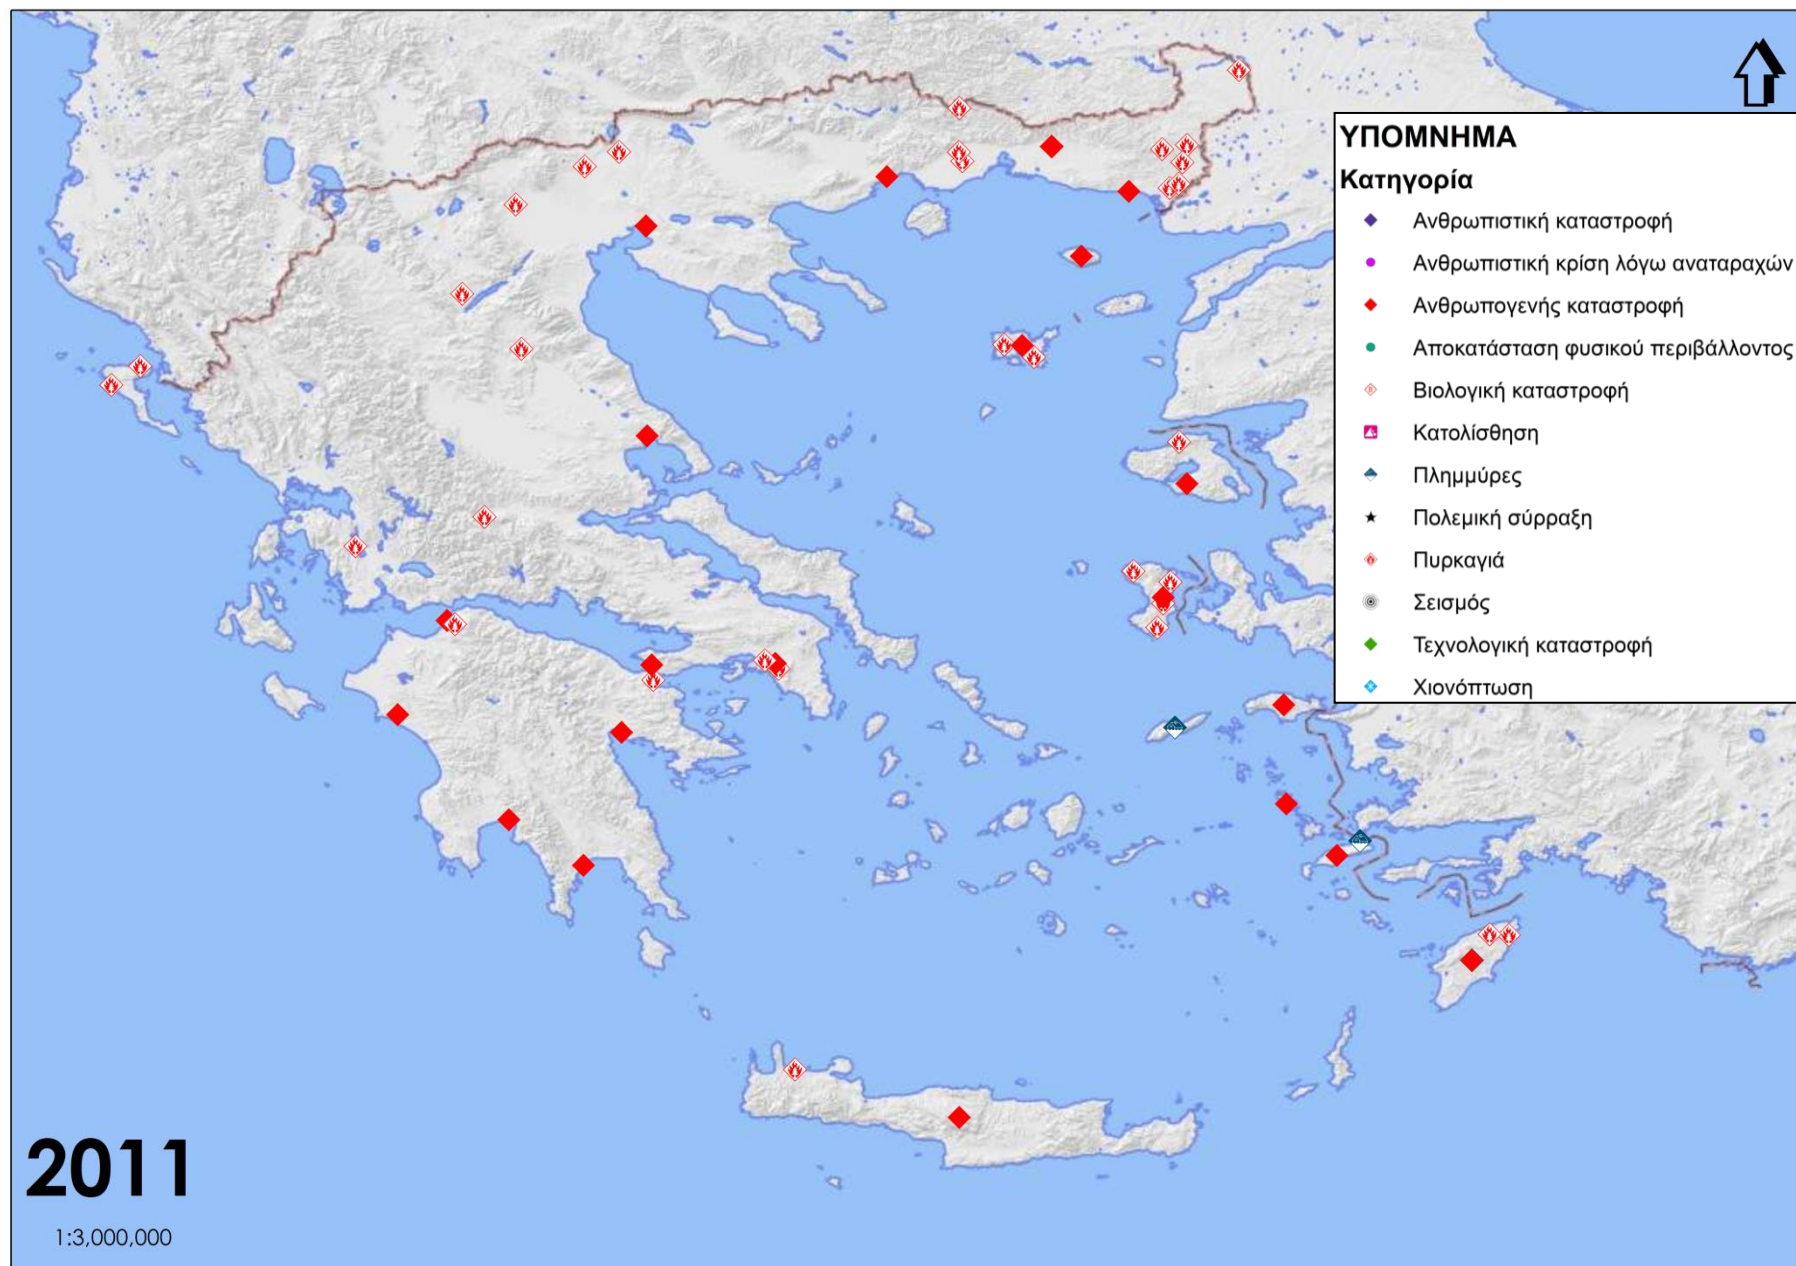 ΥΠΟΜΝΗΜΑ
Κατηγορία
Ανθρωπιστική καταστροφή
Ανθρωπιστική κρίση λόγω αναταραχών
Ανθρωπογενής καταστροφή
Αποκατάσταση φυσικού περιβάλλοντος
Βιολογική καταστροφή
Κατολίσθηση
Πλημμύρες
Πολεμική σύρραξη
Πυρκαγιά
Σεισμός
Τεχνολογική καταστροφή
Χιονόπτωση
2011
1:3,000,000